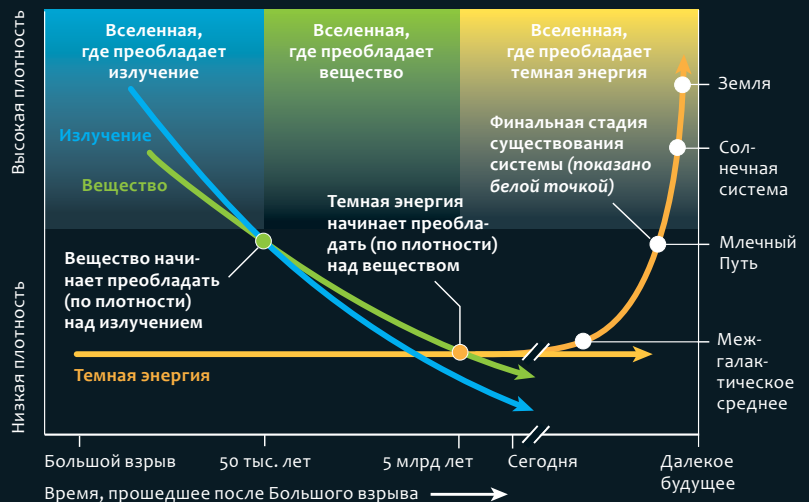 Высокая плотность
Низкая плотность
Вселенная,
где преобладает
излучение
Вселенная,
где преобладает
вещество
Вселенная,
где преобладает
темная энергия
Излучение
Вещество
Вещество начи-
нает преобладать
(по плотности)
над излучением
Темная энергия
начинает преобла-
дать (по плотности)
над веществом
Финальная стадия
существования
системы (показано
белой точкой)
Темная энергия
Земля
Сол-
нечная
система
Млечный
Путь
Меж-
галак-
тическое
среднее
Большой взрыв
50 тыс. лет
5 млрд лет
Сегодня
Далекое
будущее
Время, прошедшее после Большого взрыва